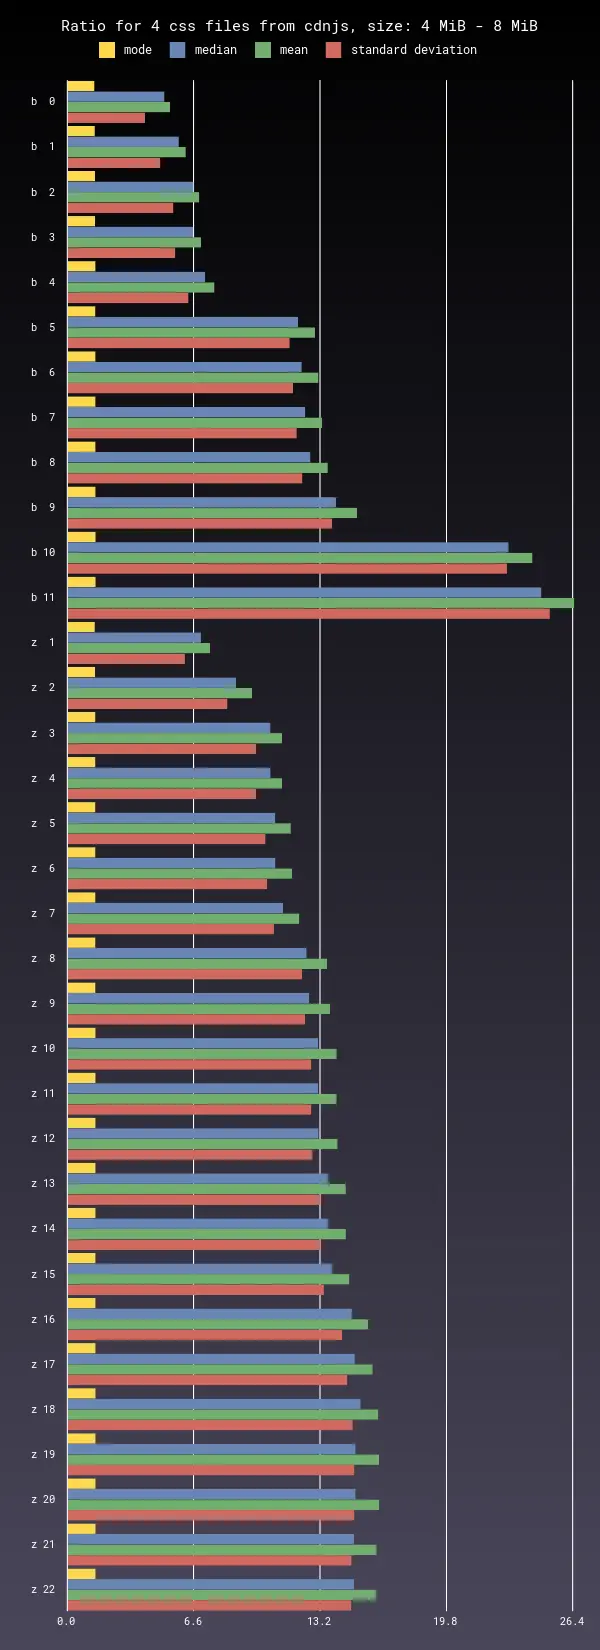 Ratio for 4 css files from cdnjs, size: 4 MiB - 8 MiB
mode median mean standard deviation
b 0
b 1
b 2
b 3
b 4
b 5
b 6
b 7
b 8
b 9
b 10
b 11
z 1
z 2
z 3
z 4
z 5
z 6
z 7
z 8
z 9
z 10
z 11
z 12
z 13
z 14
z 15
z 16
z 17
z 18
z 19
z 20
z 21
z 22
0.0 6.6 13.2 19.8 26.4